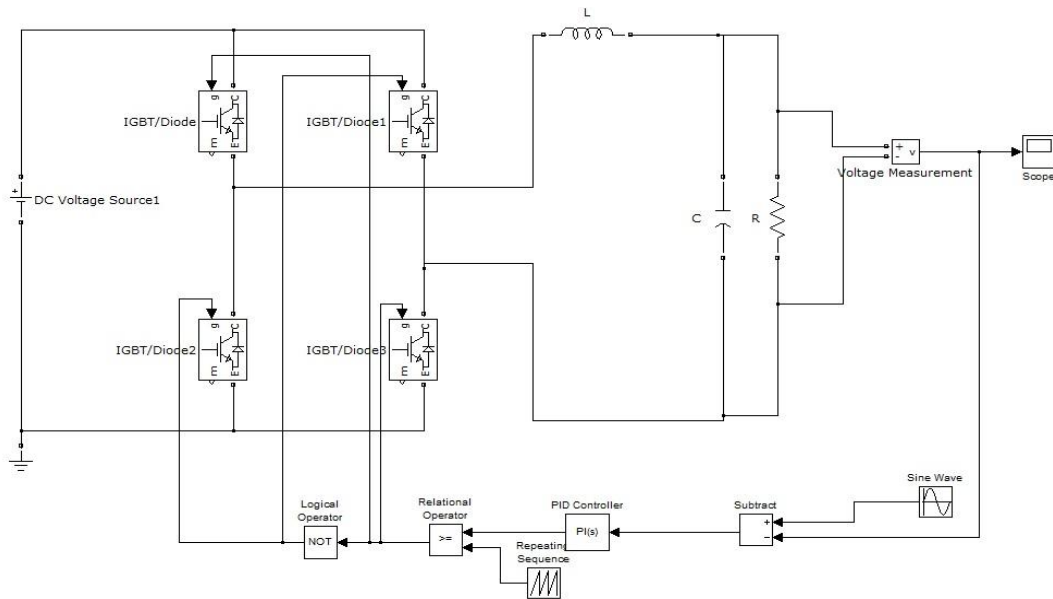 L
g
C
IGBT/Diode
m
E
g
C
IGBT/Diode1
m
E
+
v
-
Voltage Measurement
Scope
+
DC Voltage Source1
C
R
g
C
IGBT/Diode2
m
E
g
C
IGBT/Diode3
m
E
Sine Wave
Logical
Operator
NOT
Relational
Operator
>=
PID Controller
PI(s)
Subtract
+
−
Repeating
Sequence